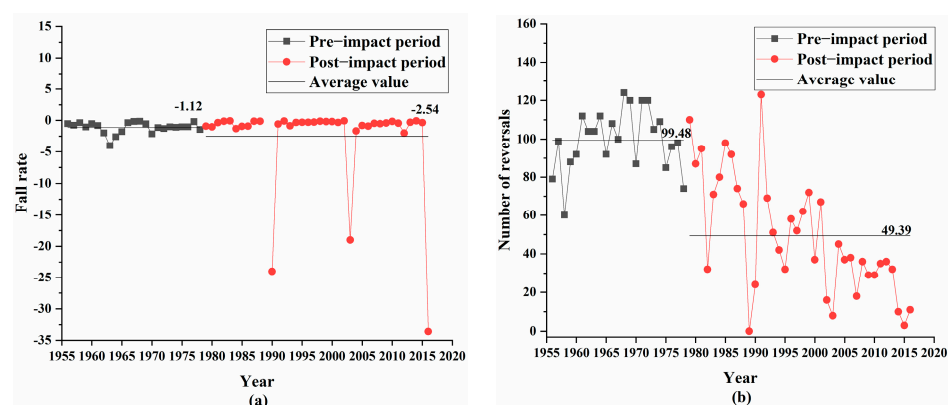 15
10
5
0
-5
-10
-15
-20
-25
-30
-35
Fall rate
Pre−impact period
Post−impact period
Average value
-1.12
-2.54
1955 1960 1965 1970 1975 1980 1985 1990 1995 2000 2005 2010 2015 2020
Year
(a)
160
140
120
100
80
60
40
20
0
Number of reversals
Pre−impact period
Post−impact period
Average value
99.48
49.39
1955 1960 1965 1970 1975 1980 1985 1990 1995 2000 2005 2010 2015 2020
Year
(b)